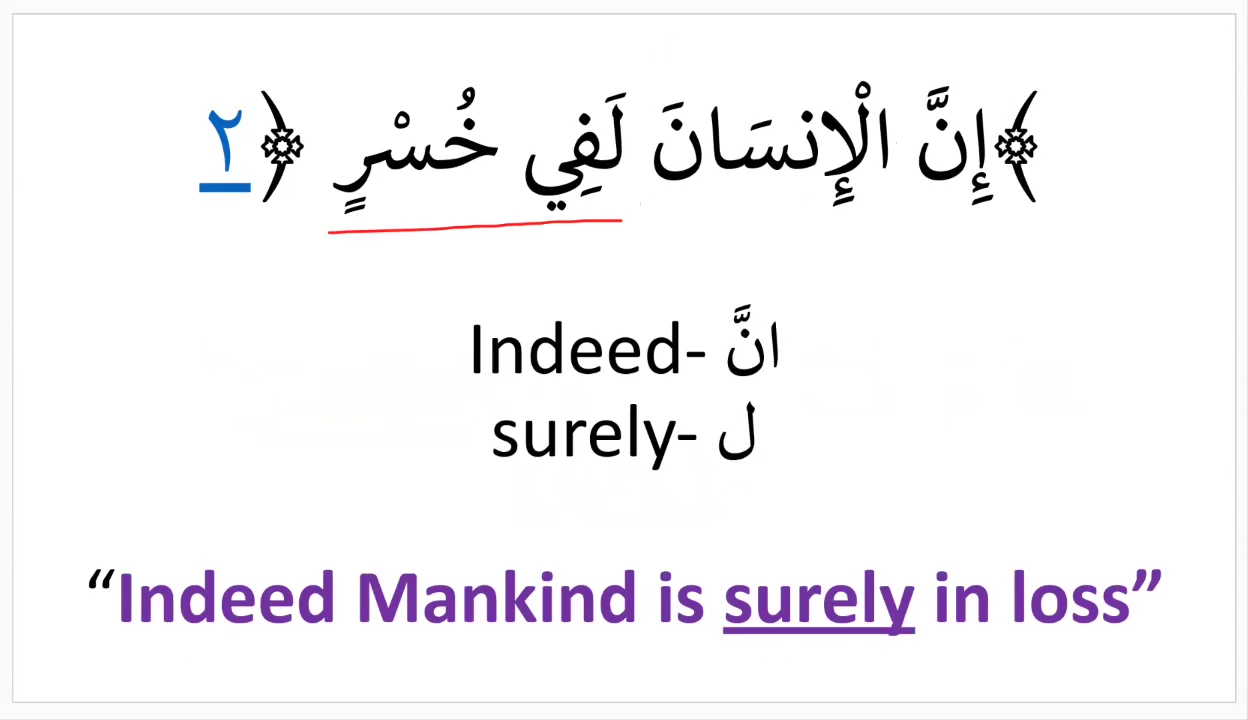 ﴿إِنَّ الْإِنسَانَ لَفِي خُسْرٍ ﴾ ٢
Indeed- انَّ
surely- ل
“Indeed Mankind is surely in loss”